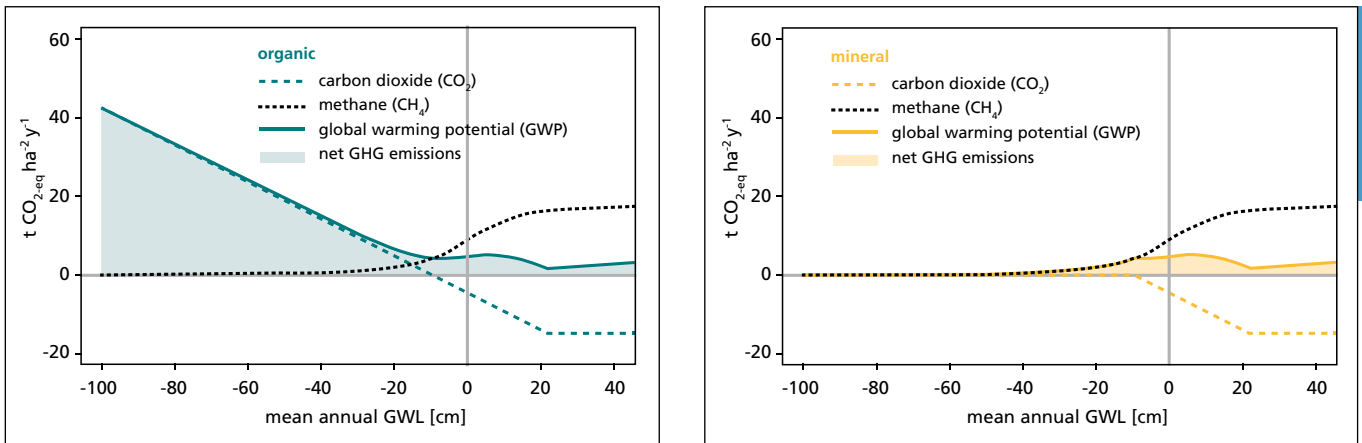 60
40
20
0
-20
t CO2-eq ha-2 y-1
organic
carbon dioxide (CO2)
methane (CH4)
global warming potential (GWP)
net GHG emissions
-100 -80 -60 -40 -20 0 20 40
mean annual GWL [cm]
60
40
20
0
-20
t CO2-eq ha-2 y-1
mineral
carbon dioxide (CO2)
methane (CH4)
global warming potential (GWP)
net GHG emissions
-100 -80 -60 -40 -20 0 20 40
mean annual GWL [cm]